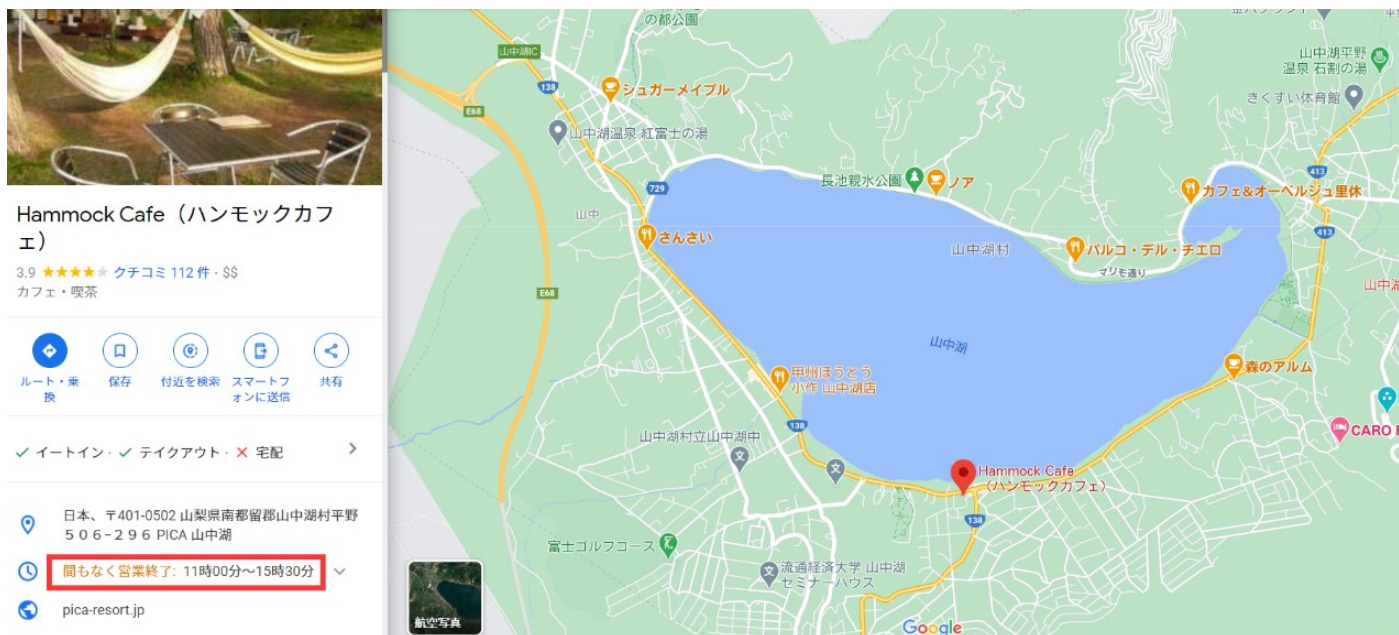 Hammock Cafe（ハンモックカフ
ェ）
3.9 クチコミ 112 件 · $$
カフェ・喫茶
ルート・乗
換
保存
付近を検索
スマートフ
ォンに送信
共有
イートイン · テイクアウト · 宅配
日本、〒401-0502 山梨県南都留郡山中湖村平野
５０６−２９６ PICA 山中湖
間もなく営業終了: 11時00分～15時30分
pica-resort.jp
の都公園
山中湖IC
138
シュガーメイプル
E68
山中湖温泉 紅富士の湯
山中湖平野
温泉 石割の湯
きくすい体育館
長池親水公園
ノア
413
カフェ&オーベルジュ里休
729
山中
さんさい
413
山中湖村
パルコ・デル・チエロ
マリモ通り
E68
山中湖
山中湖
甲州ほうとう
小作 山中湖店
森のアルム
138
山中湖村立山中湖中
CARO
Hammock Cafe
（ハンモックカフェ）
138
富士ゴルフコース
流通経済大学 山中湖
セミナーハウス
航空写真
Google